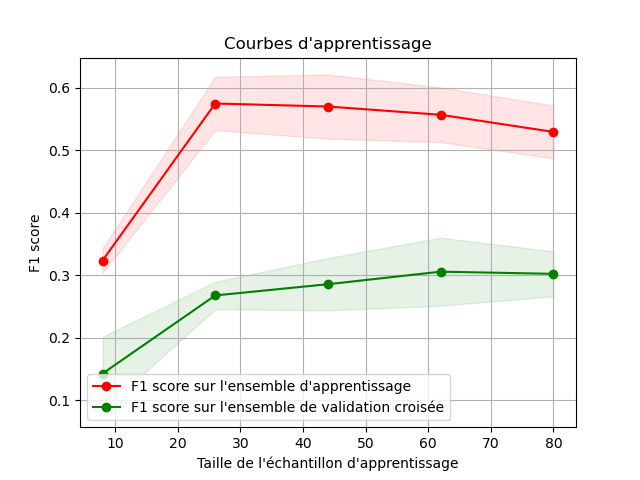 Courbes d'apprentissage
F1 score
0.6
0.5
0.4
0.3
0.2
0.1
F1 score sur l'ensemble d'apprentissage
F1 score sur l'ensemble de validation croisée
10 20 30 40 50 60 70 80
Taille de l'échantillon d'apprentissage